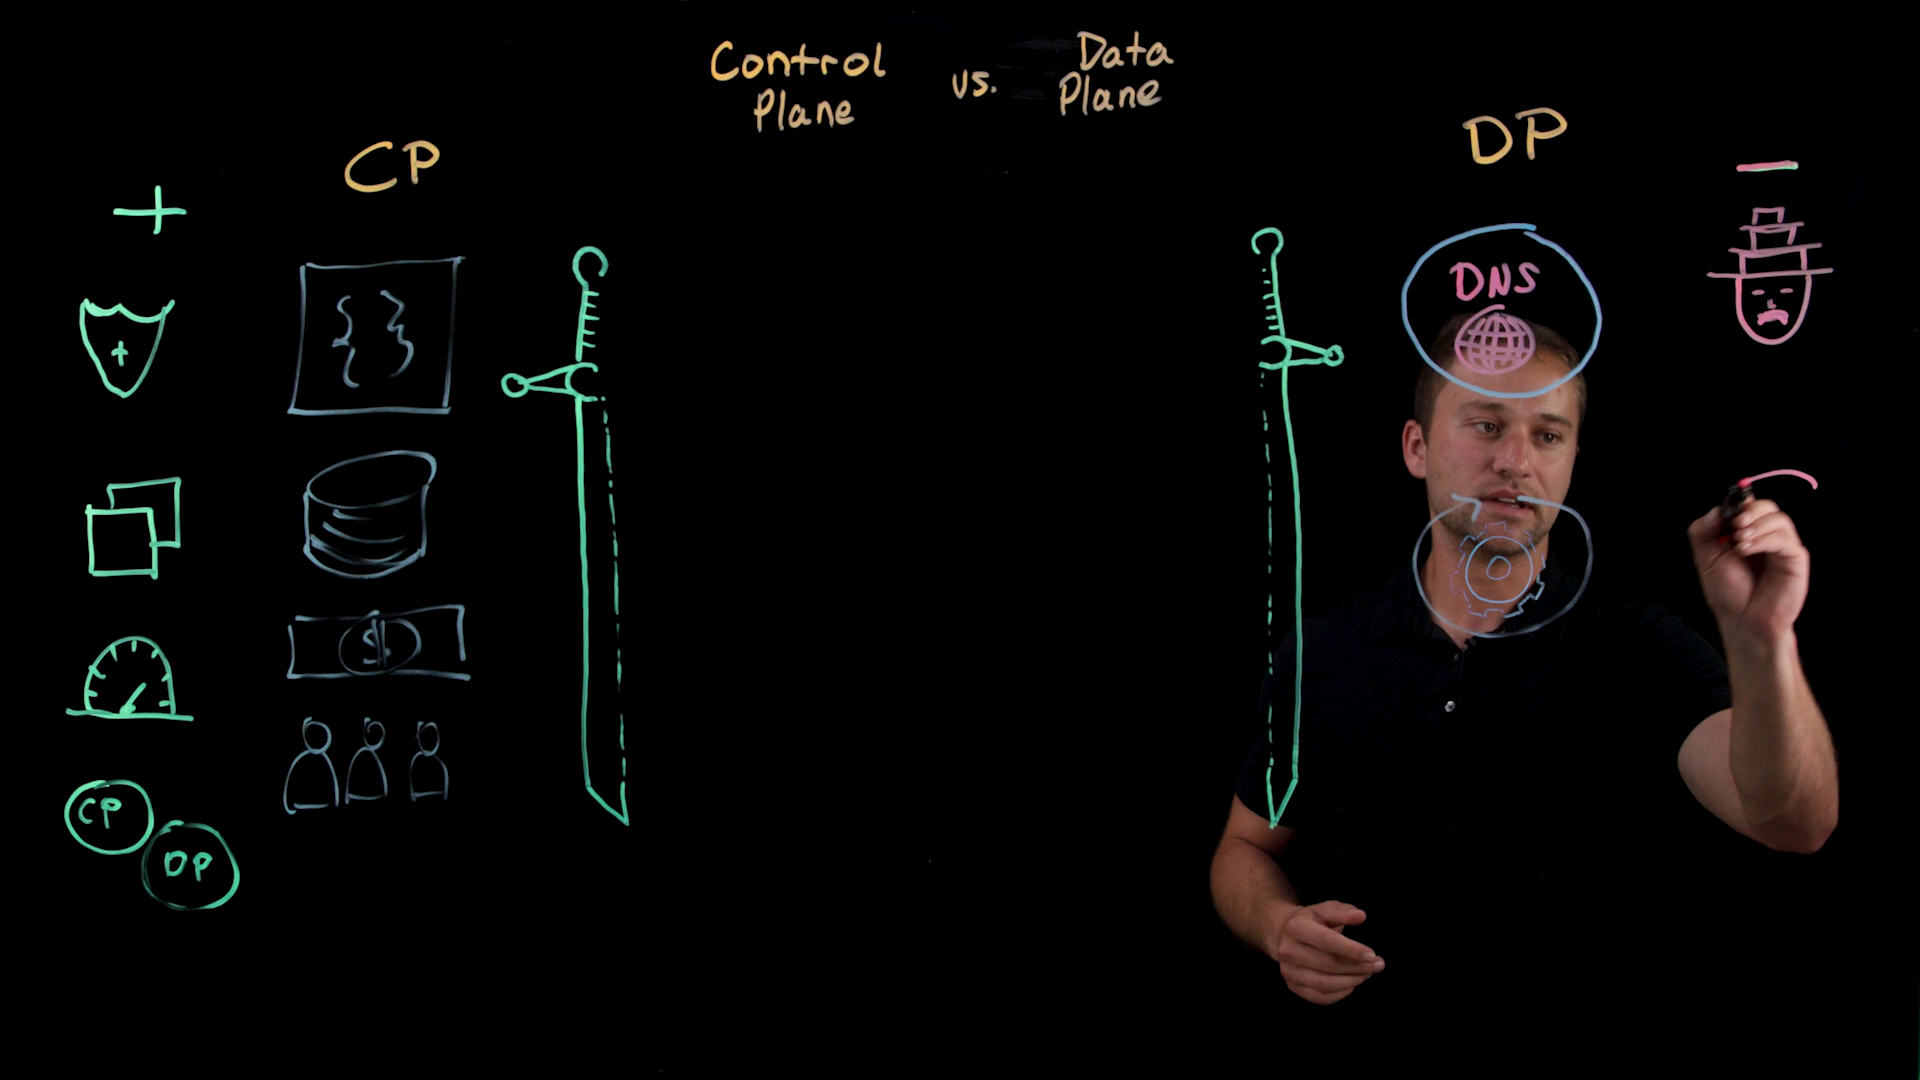 Control
Plane
vs.
Data
Plane
CP
DP
+
-
DNS
{ }
$
CP
DP